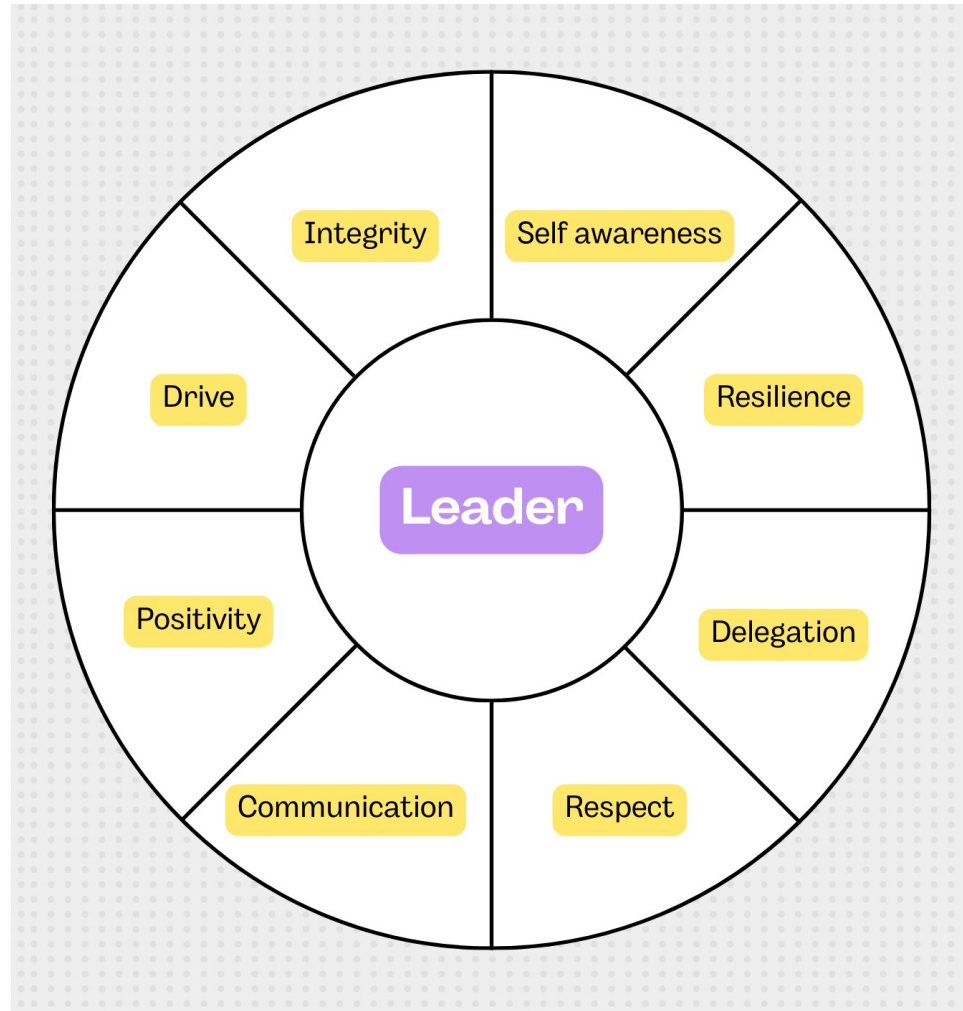 Integrity
Self awareness
Drive
Resilience
Leader
Positivity
Delegation
Communication
Respect